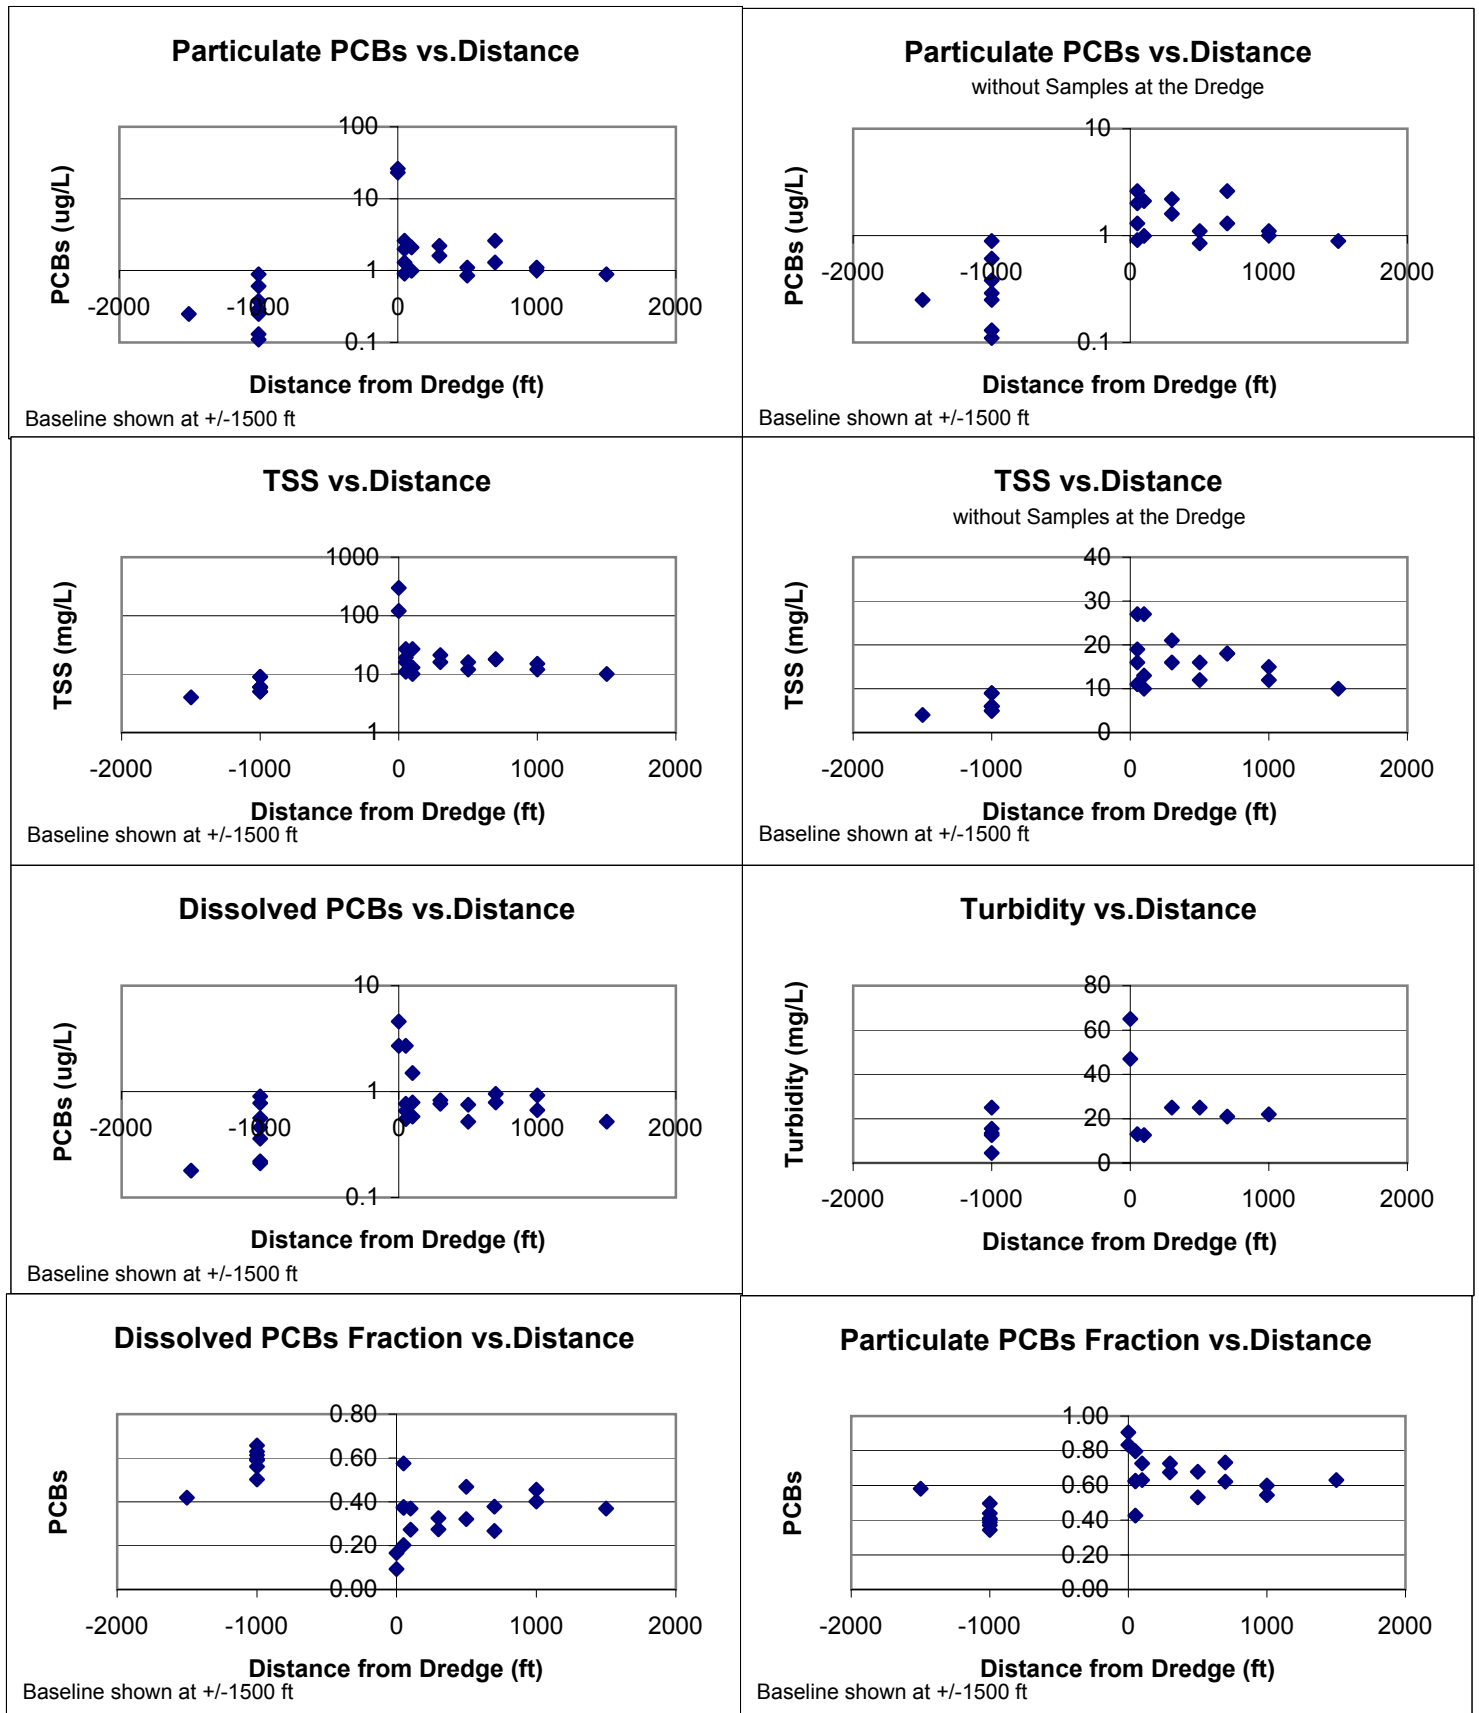 Particulate PCBs vs.Distance
100
10
1
0.1
-2000
-1000
0
1000
2000
PCBs (ug/L)
Distance from Dredge (ft)
Baseline shown at +/-1500 ft
Particulate PCBs vs.Distance
without Samples at the Dredge
10
1
0.1
-2000
-1000
0
1000
2000
PCBs (ug/L)
Distance from Dredge (ft)
Baseline shown at +/-1500 ft
TSS vs.Distance
1000
100
10
1
-2000
-1000
0
1000
2000
TSS (mg/L)
Distance from Dredge (ft)
Baseline shown at +/-1500 ft
TSS vs.Distance
without Samples at the Dredge
40
30
20
10
0
-2000
-1000
0
1000
2000
TSS (mg/L)
Distance from Dredge (ft)
Baseline shown at +/-1500 ft
Dissolved PCBs vs.Distance
10
1
0.1
-2000
-1000
0
1000
2000
PCBs (ug/L)
Distance from Dredge (ft)
Baseline shown at +/-1500 ft
Turbidity vs.Distance
80
60
40
20
0
-2000
-1000
0
1000
2000
Turbidity (mg/L)
Distance from Dredge (ft)
Dissolved PCBs Fraction vs.Distance
0.80
0.60
0.40
0.20
0.00
-2000
-1000
0
1000
2000
PCBs
Distance from Dredge (ft)
Baseline shown at +/-1500 ft
Particulate PCBs Fraction vs.Distance
1.00
0.80
0.60
0.40
0.20
0.00
-2000
-1000
0
1000
2000
PCBs
Distance from Dredge (ft)
Baseline shown at +/-1500 ft